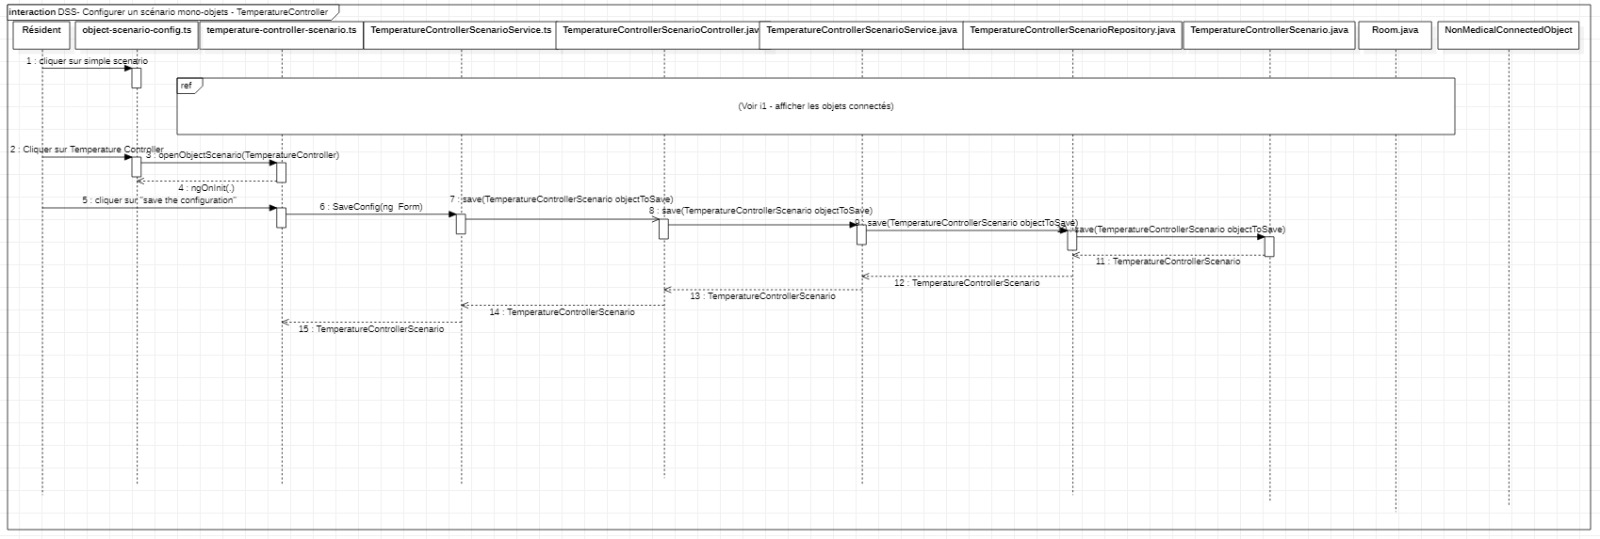 interaction DSS- Configurer un scénario mono-objets - TemperatureController
Résident
object-scenario-config.ts
temperature-controller-scenario.ts
TemperatureControllerScenarioService.ts
TemperatureControllerScenarioController.jav
TemperatureControllerScenarioService.java
TemperatureControllerScenarioRepository.java
TemperatureControllerScenario.java
Room.java
NonMedicalConnectedObject
1 : cliquer sur simple scenario
ref
(Voir i1 - afficher les objets connectés)
2 : Cliquer sur Temperature Controller
3 : openObjectScenario(TemperatureController)
4 : ngOnInit(.)
5 : cliquer sur "save the configuration"
6 : SaveConfig(ng Form)
7 : save(TemperatureControllerScenario objectToSave)
8 : save(TemperatureControllerScenario objectToSave)
9 : save(TemperatureControllerScenario objectToSave)
save(TemperatureControllerScenario objectToSave)
11 : TemperatureControllerScenario
12 : TemperatureControllerScenario
13 : TemperatureControllerScenario
14 : TemperatureControllerScenario
15 : TemperatureControllerScenario